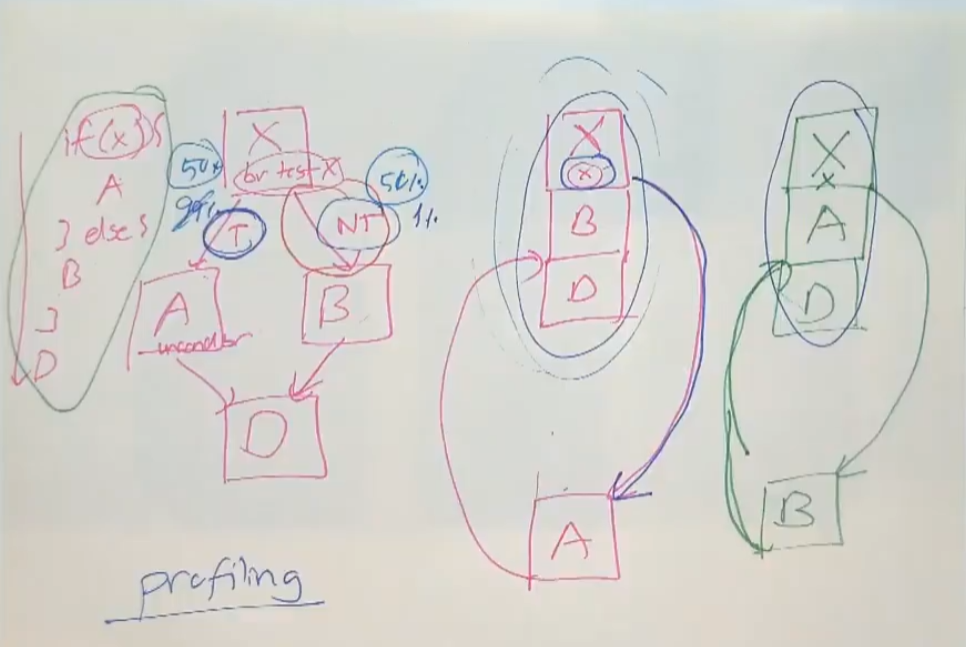 if(x){
A
} else {
B
}
D
X
br test X
50%
50%
99%
1%
T
NT
A
uncond br
B
D
X
x
B
D
A
X
x
A
D
B
profiling